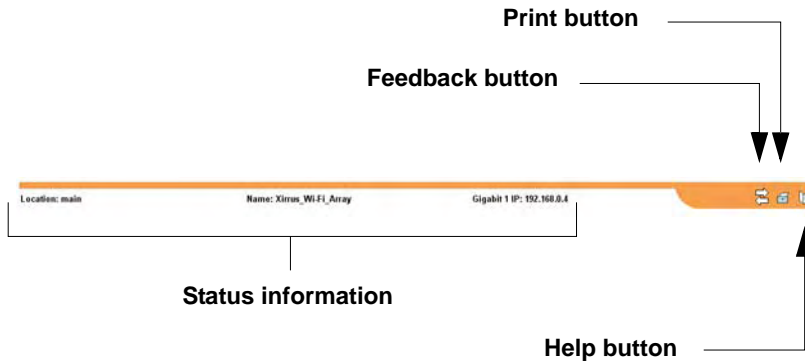 Print button
Feedback button
Location: main Name: Xirrus_Wi-Fi_Array Gigabit 1 IP: 192.168.0.4
Status information
Help button